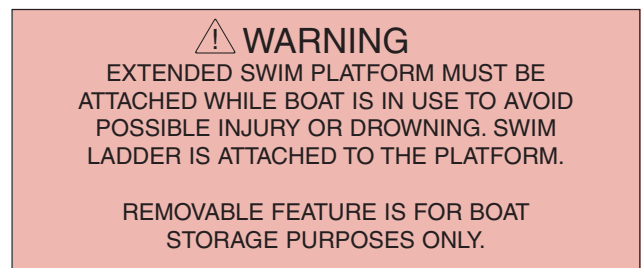 ⚠ WARNING
EXTENDED SWIM PLATFORM MUST BE
ATTACHED WHILE BOAT IS IN USE TO AVOID
POSSIBLE INJURY OR DROWNING. SWIM
LADDER IS ATTACHED TO THE PLATFORM.
REMOVABLE FEATURE IS FOR BOAT
STORAGE PURPOSES ONLY.